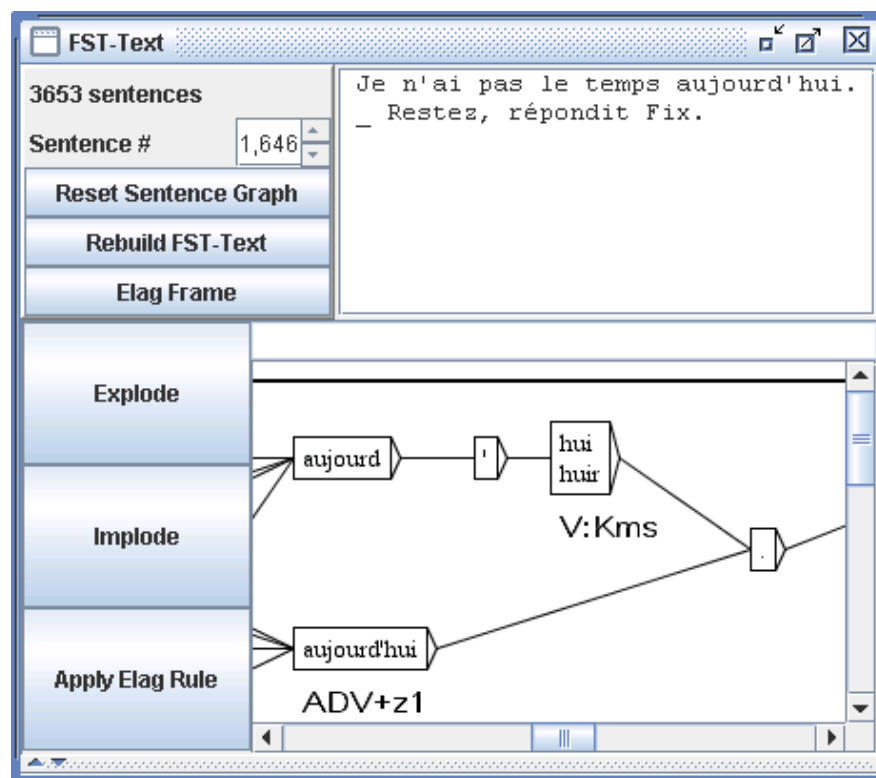 FST-Text
3653 sentences
Sentence # 1,646
Reset Sentence Graph
Rebuild FST-Text
Elag Frame
Je n'ai pas le temps aujourd'hui.
_ Restez, répondit Fix.
Explode
Implode
Apply Elag Rule
aujourd ' hui
huir
V:Kms
.
aujourd'hui
ADV+z1